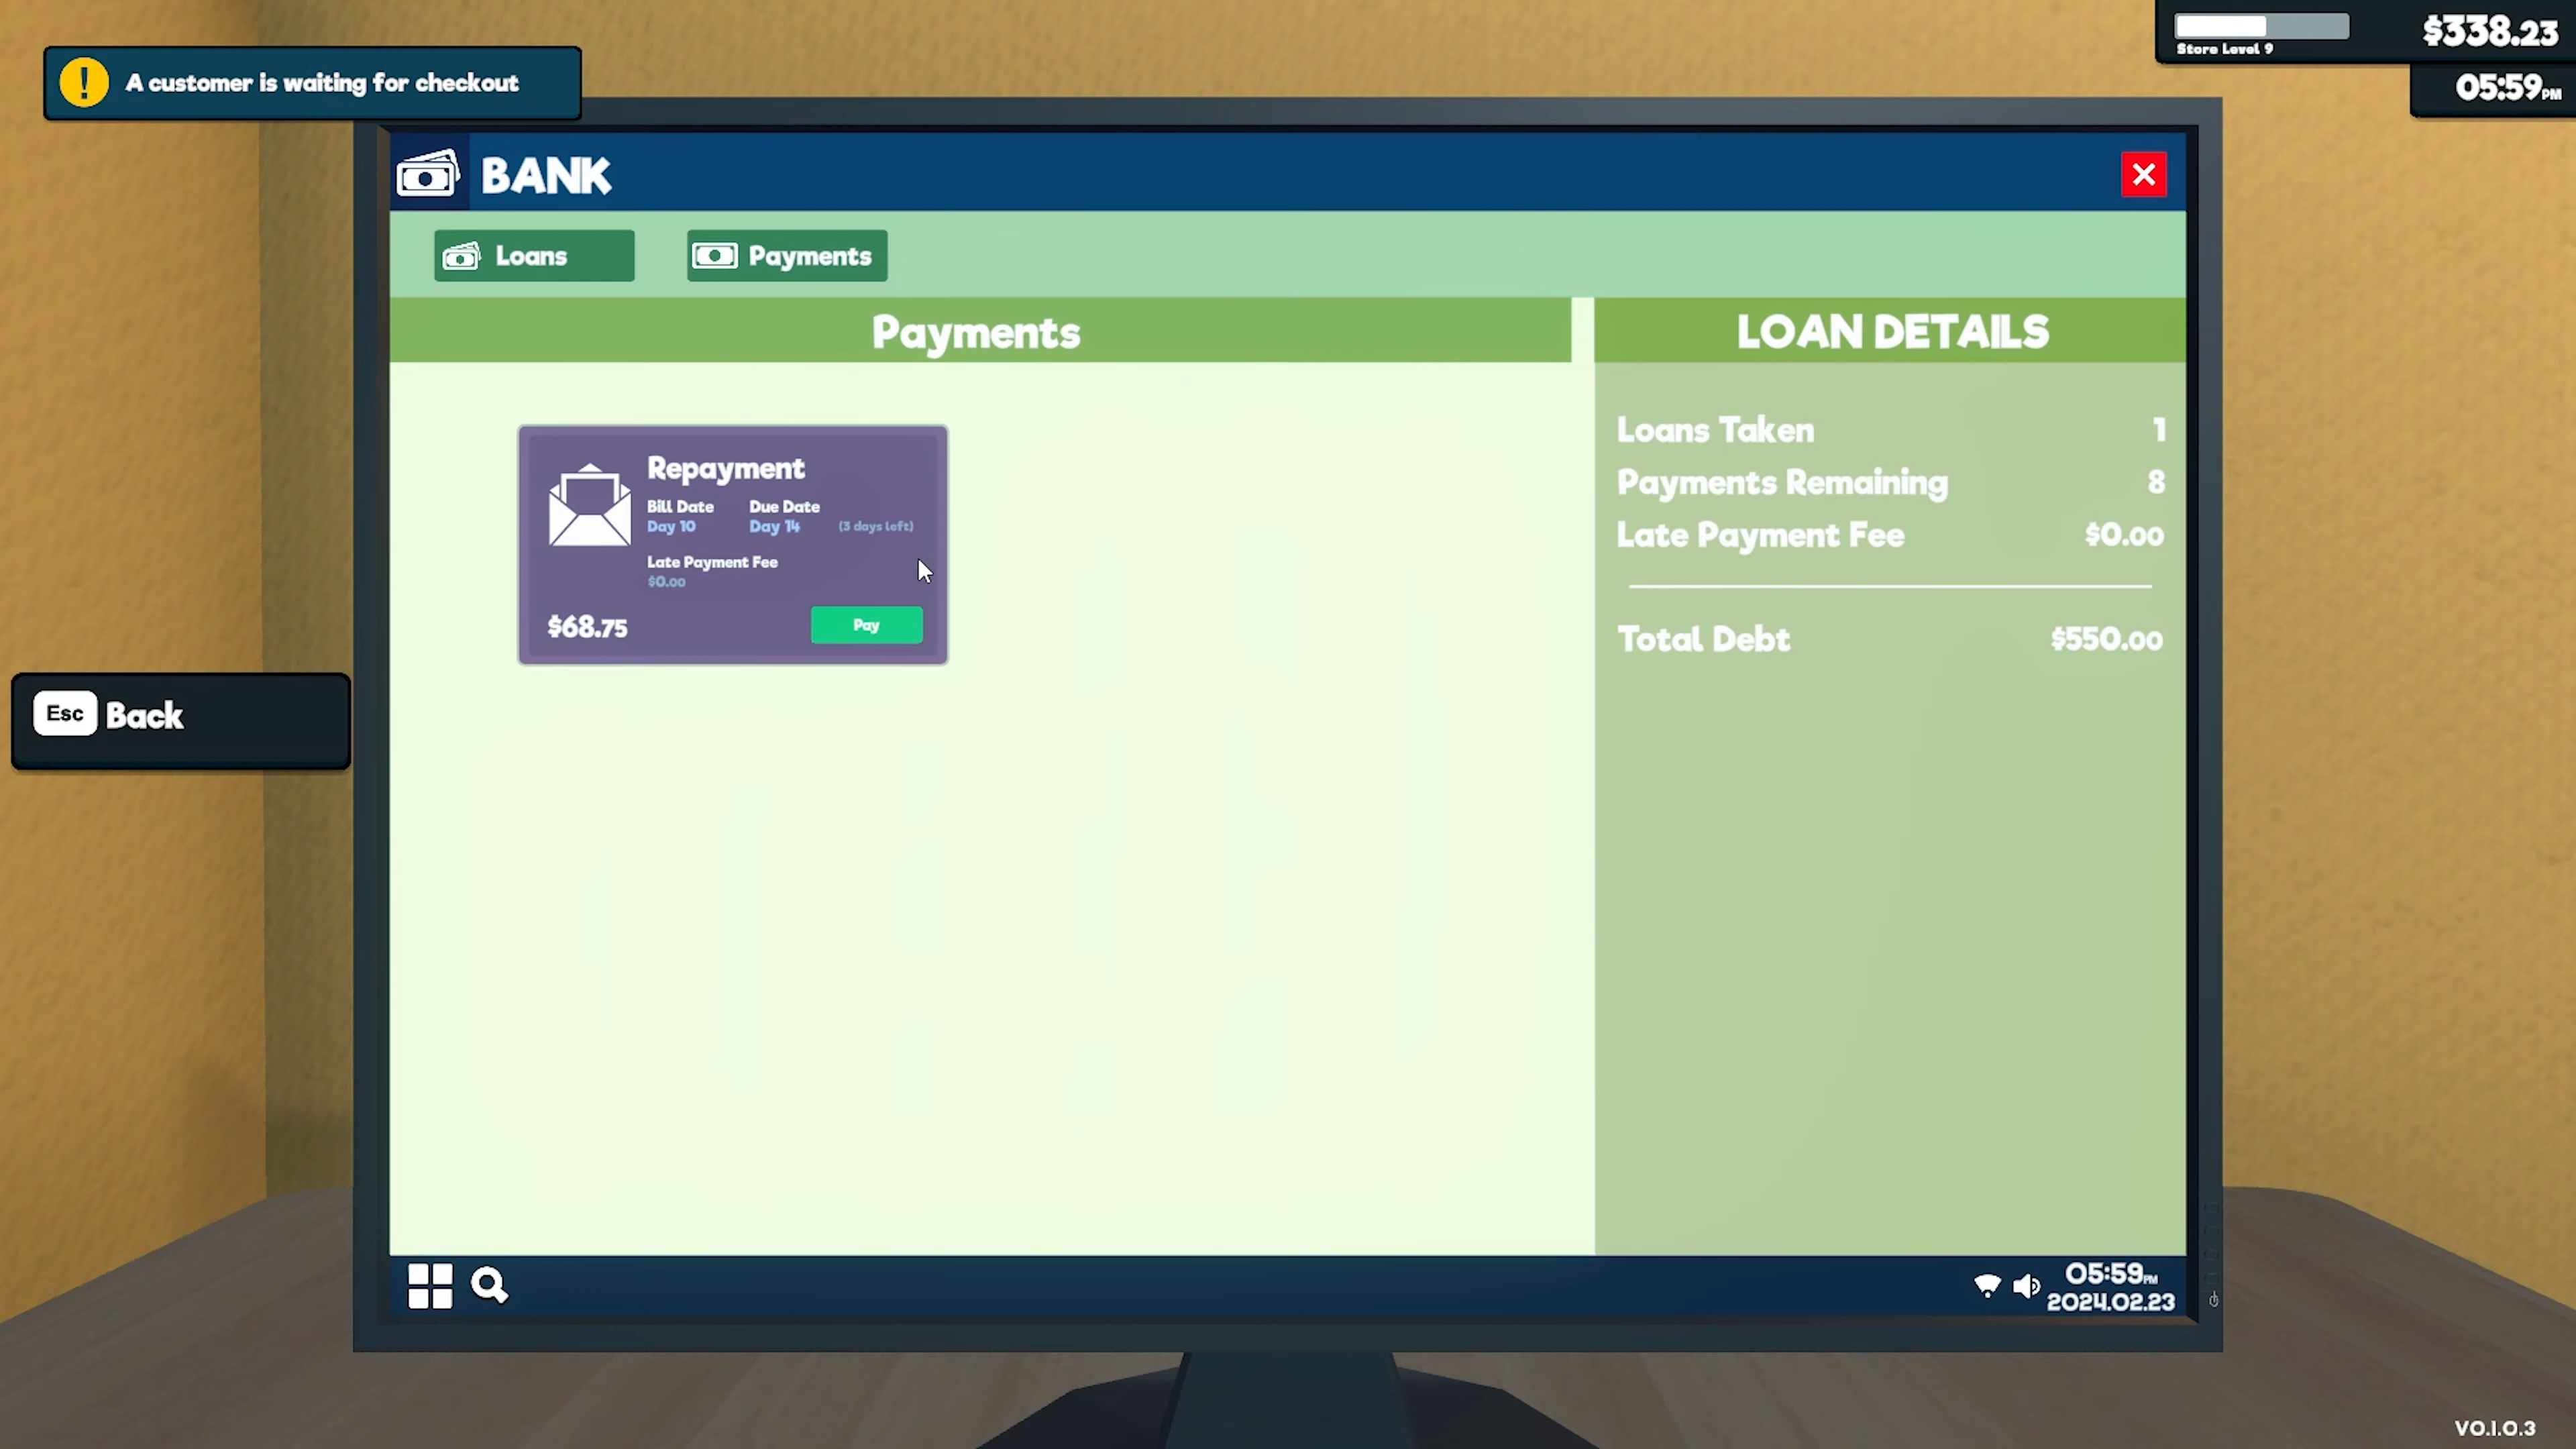 A customer is waiting for checkout
Store Level 9
$338.23
05:59PM
BANK
Loans
Payments
Payments
LOAN DETAILS
Repayment
Bill Date
Due Date
Day 10
Day 14
(3 days left)
Late Payment Fee
$0.00
$68.75
Pay
Loans Taken
1
Payments Remaining
8
Late Payment Fee
$0.00
Total Debt
$550.00
Esc
Back
05:59PM
2024.02.23
V0.1.0.3